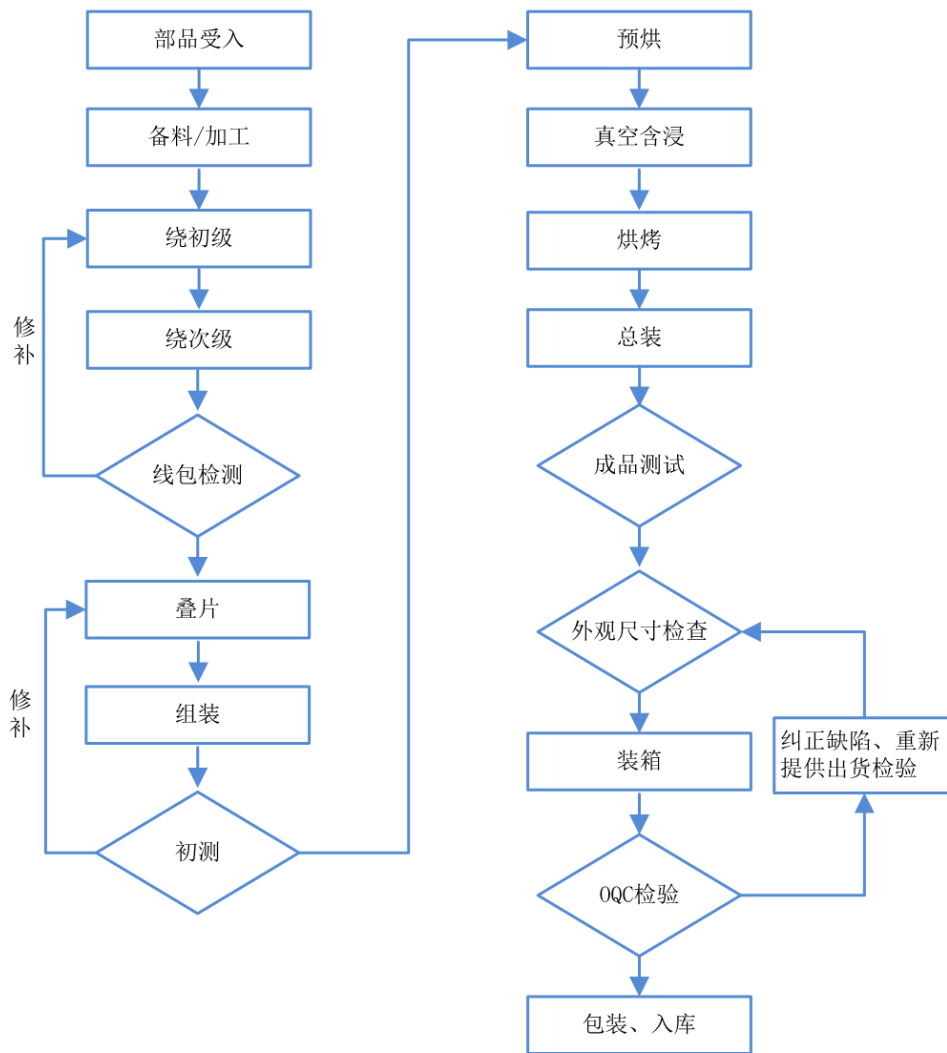 部品受入
备料/加工
绕初级
绕次级
修
补
线包检测
叠片
组装
修
补
初测
预烘
真空含浸
烘烤
总装
成品测试
外观尺寸检查
装箱
纠正缺陷、重新
提供出货检验
OQC检验
包装、入库